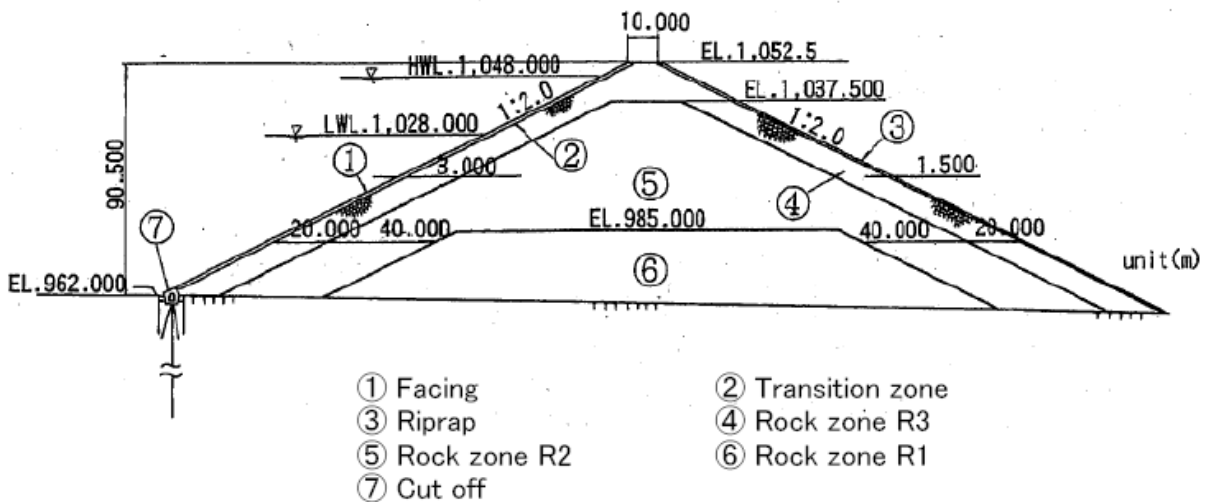 10.000
EL.1,052.5
HWL.1,048.000
EL.1,037.500
1:2.0
1:2.0
③
LWL.1,028.000
②
90.500
①
3.000
1.500
⑤
④
⑦
20.000 40.000
EL.985.000
40.000 20.000
unit(m)
⑥
EL.962.000
① Facing
② Transition zone
③ Riprap
④ Rock zone R3
⑤ Rock zone R2
⑥ Rock zone R1
⑦ Cut off